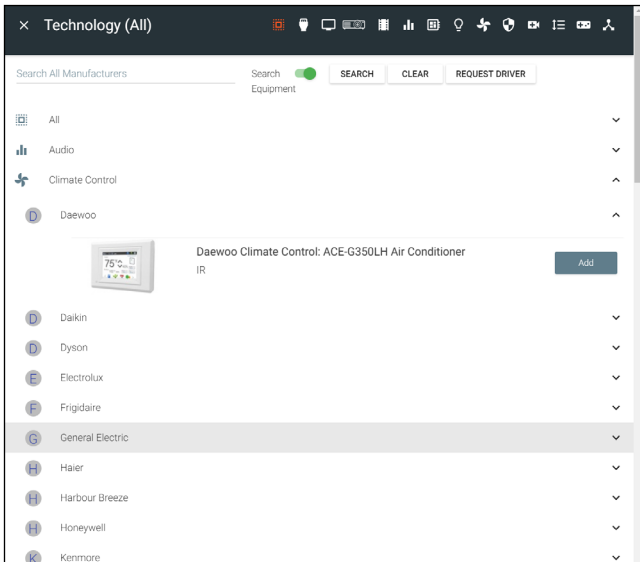 Technology (All)
Search All Manufacturers
Search
Equipment
SEARCH
CLEAR
REQUEST DRIVER
All
Audio
Climate Control
D Daewoo
Daewoo Climate Control: ACE-G350LH Air Conditioner
IR
Add
75°
D Daikin
D Dyson
E Electrolux
F Frigidaire
G General Electric
H Haier
H Harbour Breeze
H Honeywell
K Kenmore